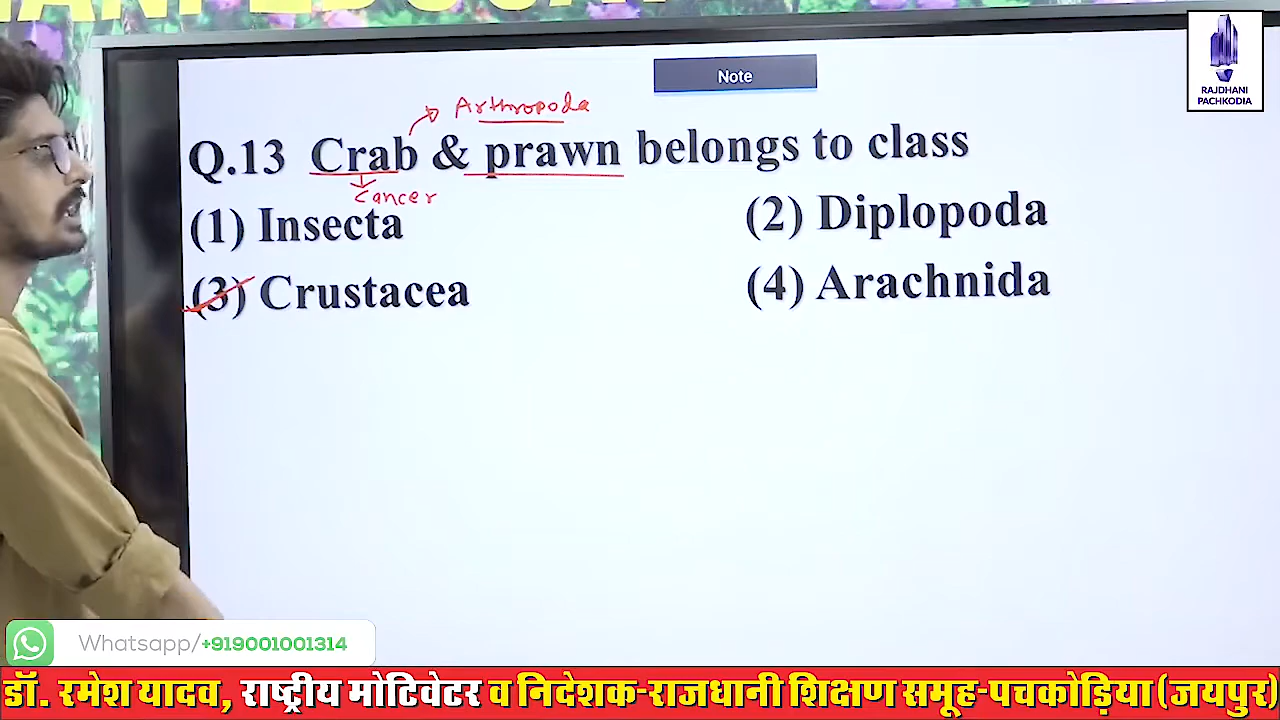 Note
RAJDHANI
PACHKODIA
Arthropoda
Q.13 Crab & prawn belongs to class
Cancer
(1) Insecta
(2) Diplopoda
(3) Crustacea
(4) Arachnida
Whatsapp/+919001001314
डॉ. रमेश यादव, राष्ट्रीय मोटिवेटर व निदेशक-राजधानी शिक्षण समूह-पचकोड़िया (जयपुर)